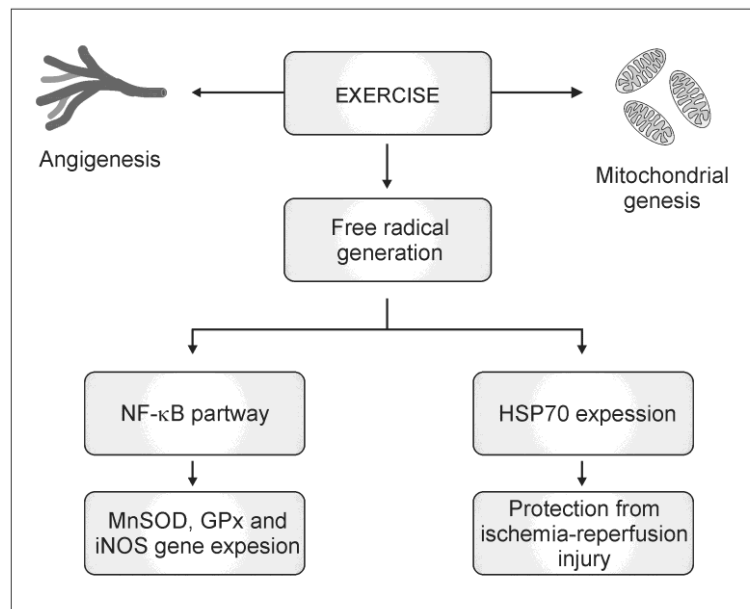 EXERCISE
Angigenesis
Mitochondrial
genesis
Free radical
generation
NF-κB partway
HSP70 expession
MnSOD, GPx and
iNOS gene expesion
Protection from
ischemia-reperfusion
injury